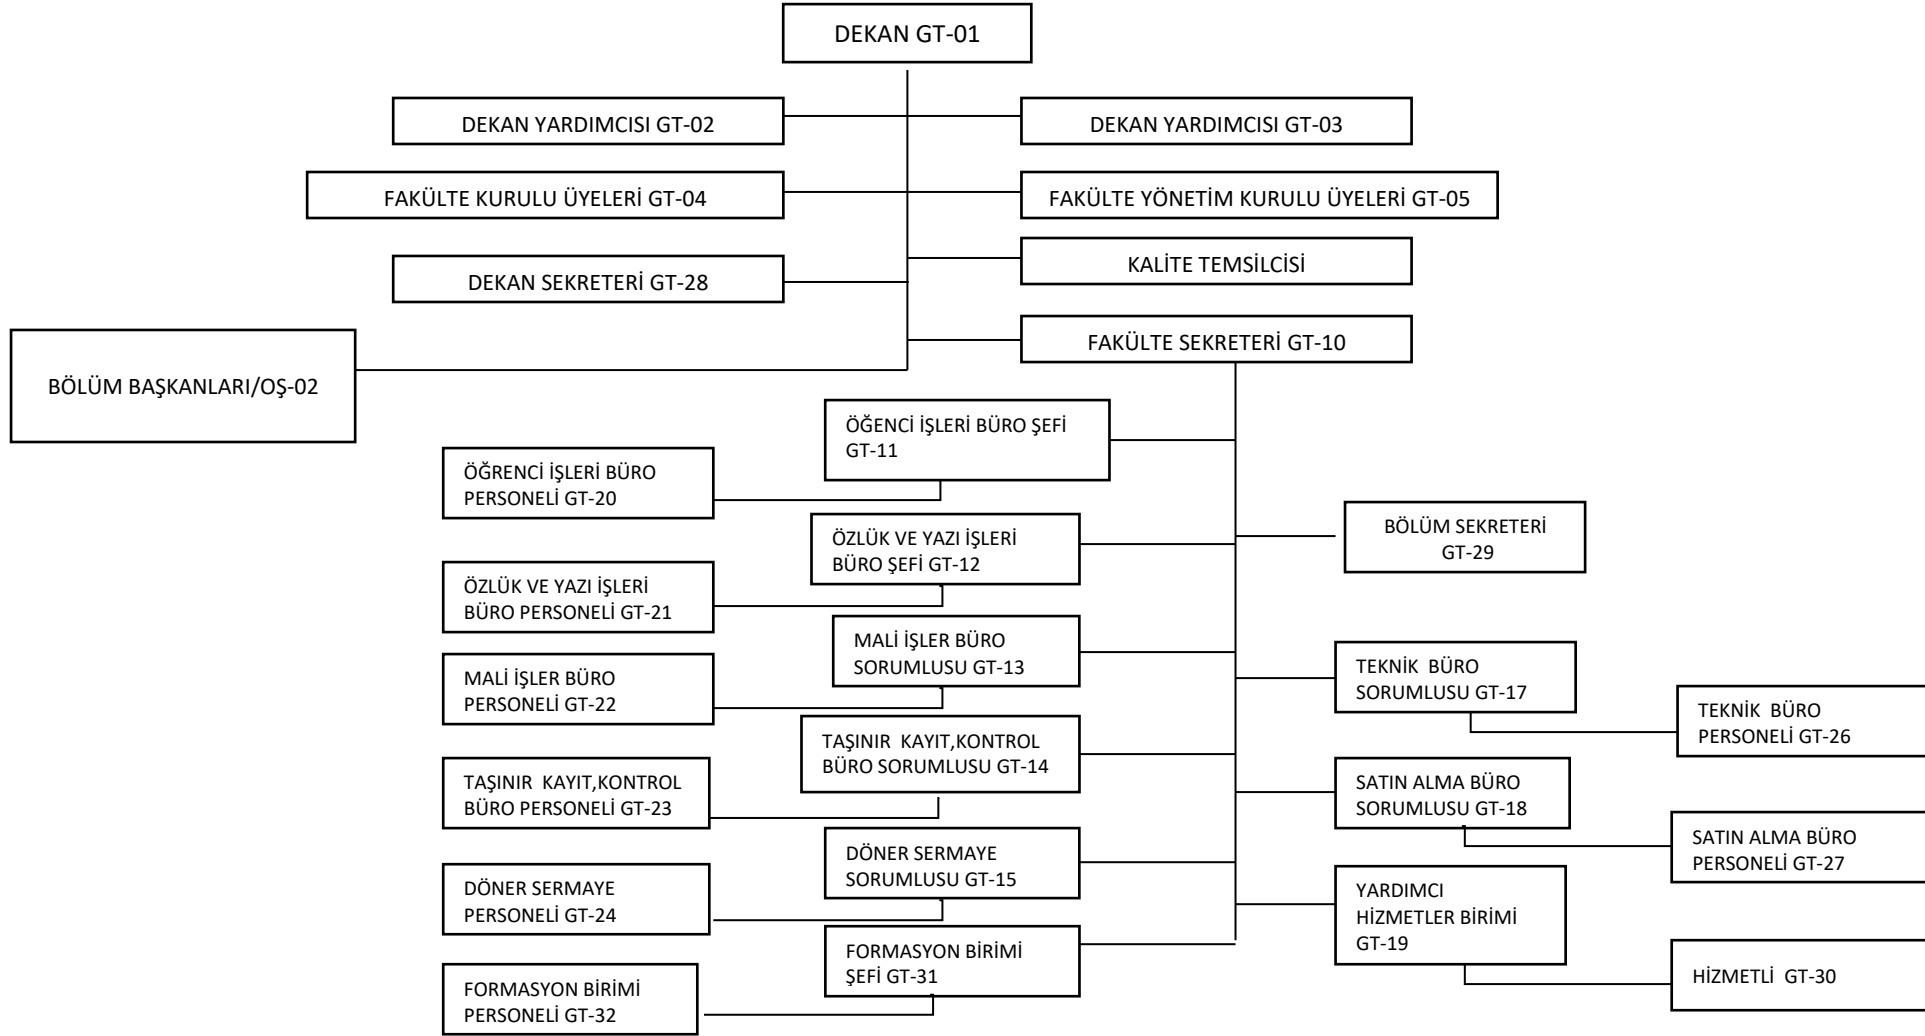 DEKAN GT-01
DEKAN YARDIMCISI GT-02
DEKAN YARDIMCISI GT-03
FAKÜLTE KURULU ÜYELERİ GT-04
FAKÜLTE YÖNETİM KURULU ÜYELERİ GT-05
DEKAN SEKRETERİ GT-28
KALİTE TEMSİLCİSİ
FAKÜLTE SEKRETERİ GT-10
BÖLÜM BAŞKANLARI/OŞ-02
ÖĞENCİ İŞLERİ BÜRO ŞEFİ
GT-11
ÖĞRENCİ İŞLERİ BÜRO
PERSONELİ GT-20
ÖZLÜK VE YAZI İŞLERİ
BÜRO ŞEFİ GT-12
BÖLÜM SEKRETERİ
GT-29
ÖZLÜK VE YAZI İŞLERİ
BÜRO PERSONELİ GT-21
MALİ İŞLER BÜRO
SORUMLUSU GT-13
MALİ İŞLER BÜRO
PERSONELİ GT-22
TEKNİK  BÜRO
SORUMLUSU GT-17
TEKNİK  BÜRO
PERSONELİ GT-26
TAŞINIR  KAYIT,KONTROL
BÜRO SORUMLUSU GT-14
TAŞINIR  KAYIT,KONTROL
BÜRO PERSONELİ GT-23
SATIN ALMA BÜRO
SORUMLUSU GT-18
SATIN ALMA BÜRO
PERSONELİ GT-27
DÖNER SERMAYE
SORUMLUSU GT-15
DÖNER SERMAYE
PERSONELİ GT-24
YARDIMCI
HİZMETLER BİRİMİ
GT-19
FORMASYON BİRİMİ
ŞEFİ GT-31
HİZMETLİ  GT-30
FORMASYON BİRİMİ
PERSONELİ GT-32